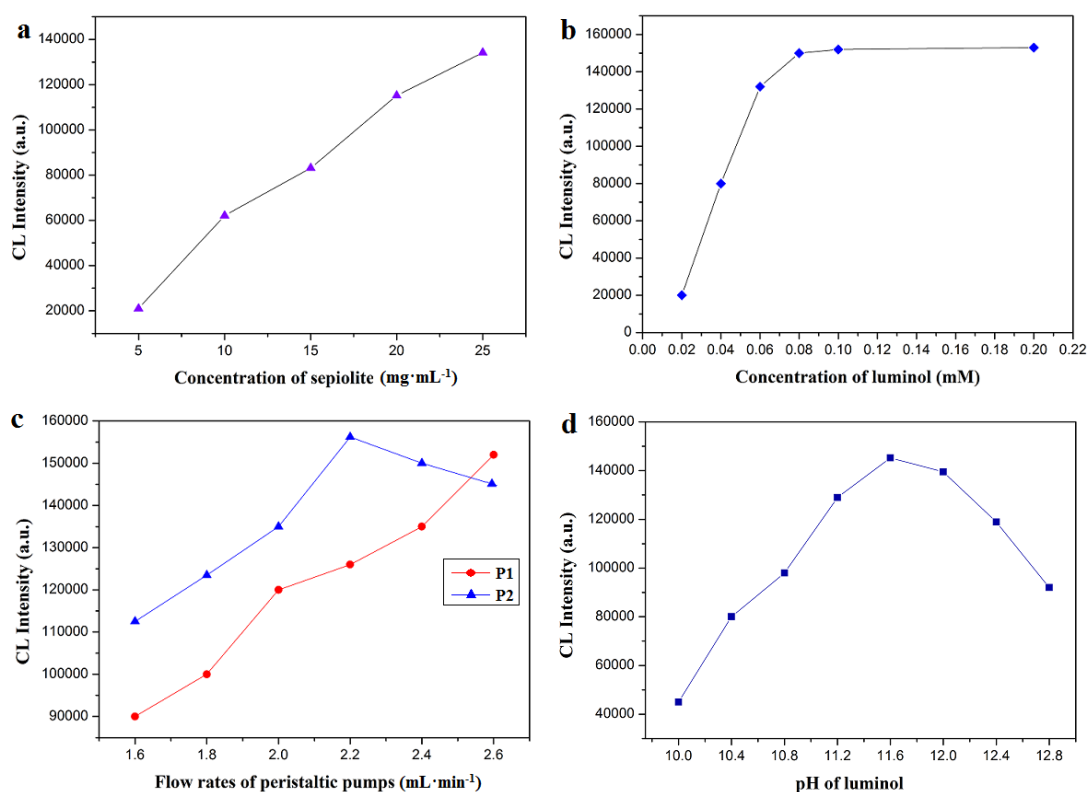 a
140000
120000
100000
80000
60000
40000
20000
CL Intensity (a.u.)
5 10 15 20 25
Concentration of sepiolite (mg·mL⁻¹)
b
160000
140000
120000
100000
80000
60000
40000
20000
0
CL Intensity (a.u.)
0.00 0.02 0.04 0.06 0.08 0.10 0.12 0.14 0.16 0.18 0.20 0.22
Concentration of luminol (mM)
c
160000
150000
140000
130000
120000
110000
100000
90000
CL Intensity (a.u.)
P1
P2
1.6 1.8 2.0 2.2 2.4 2.6
Flow rates of peristaltic pumps (mL·min⁻¹)
d
160000
140000
120000
100000
80000
60000
40000
CL Intensity (a.u.)
10.0 10.4 10.8 11.2 11.6 12.0 12.4 12.8
pH of luminol